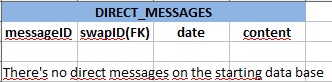 DIRECT_MESSAGES
messageID swapID(FK) date content
There's no direct messages on the starting data base